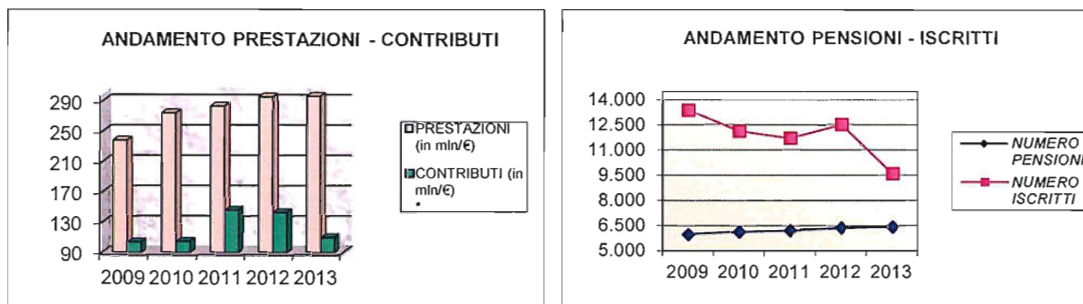 ANDAMENTO PRESTAZIONI - CONTRIBUTI
290
250
210
170
130
90
2009 2010 2011 2012 2013
PRESTAZIONI
(in mln/€)
CONTRIBUTI (in
mln/€)
*
ANDAMENTO PENSIONI - ISCRITTI
14.000
12.500
11.000
9.500
8.000
6.500
5.000
2009 2010 2011 2012 2013
NUMERO
PENSIONI
NUMERO
ISCRITTI